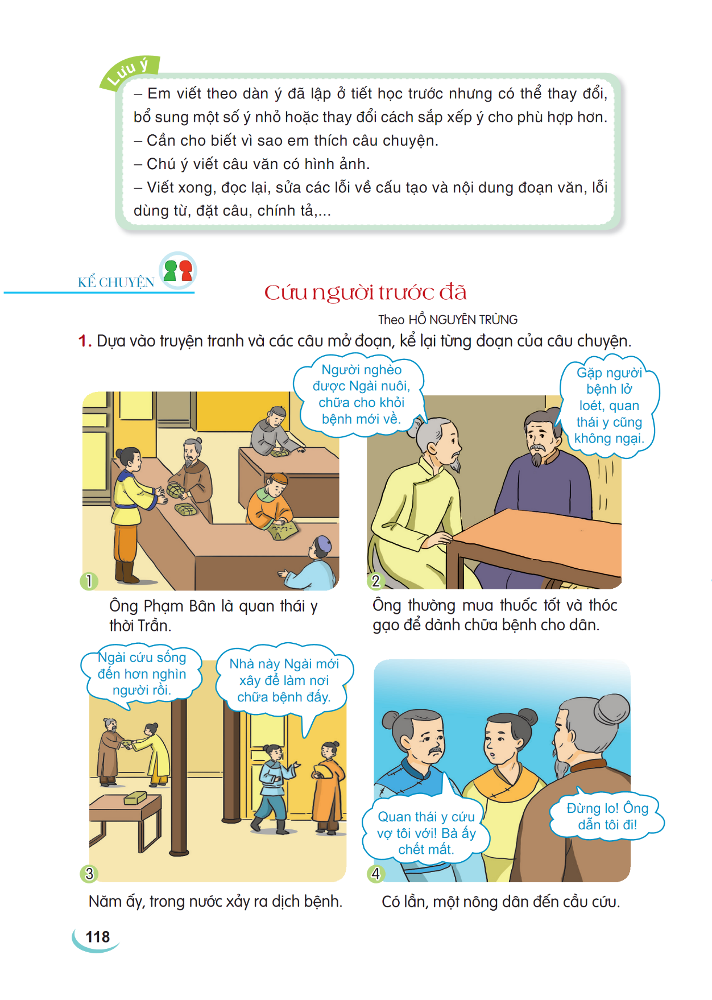 Lưu ý
– Em viết theo dàn ý đã lập ở tiết học trước nhưng có thể thay đổi,
bổ sung một số ý nhỏ hoặc thay đổi cách sắp xếp ý cho phù hợp hơn.
– Cần cho biết vì sao em thích câu chuyện.
– Chú ý viết câu văn có hình ảnh.
– Viết xong, đọc lại, sửa các lỗi về cấu tạo và nội dung đoạn văn, lỗi
dùng từ, đặt câu, chính tả,...
KỂ CHUYỆN
Cứu người trước đã
Theo HỒ NGUYÊN TRỪNG
1. Dựa vào truyện tranh và các câu mở đoạn, kể lại từng đoạn của câu chuyện.
Người nghèo
được Ngài nuôi,
chữa cho khỏi
bệnh mới về.
Gặp người
bệnh lở
loét, quan
thái y cũng
không ngại.
1
Ông Phạm Bân là quan thái y
thời Trần.
2
Ông thường mua thuốc tốt và thóc
gạo để dành chữa bệnh cho dân.
Ngài cứu sống
đến hơn nghìn
người rồi.
Nhà này Ngài mới
xây để làm nơi
chữa bệnh đấy.
3
Năm ấy, trong nước xảy ra dịch bệnh.
Quan thái y cứu
vợ tôi với! Bà ấy
chết mất.
Đừng lo! Ông
dẫn tôi đi!
4
Có lần, một nông dân đến cầu cứu.
118